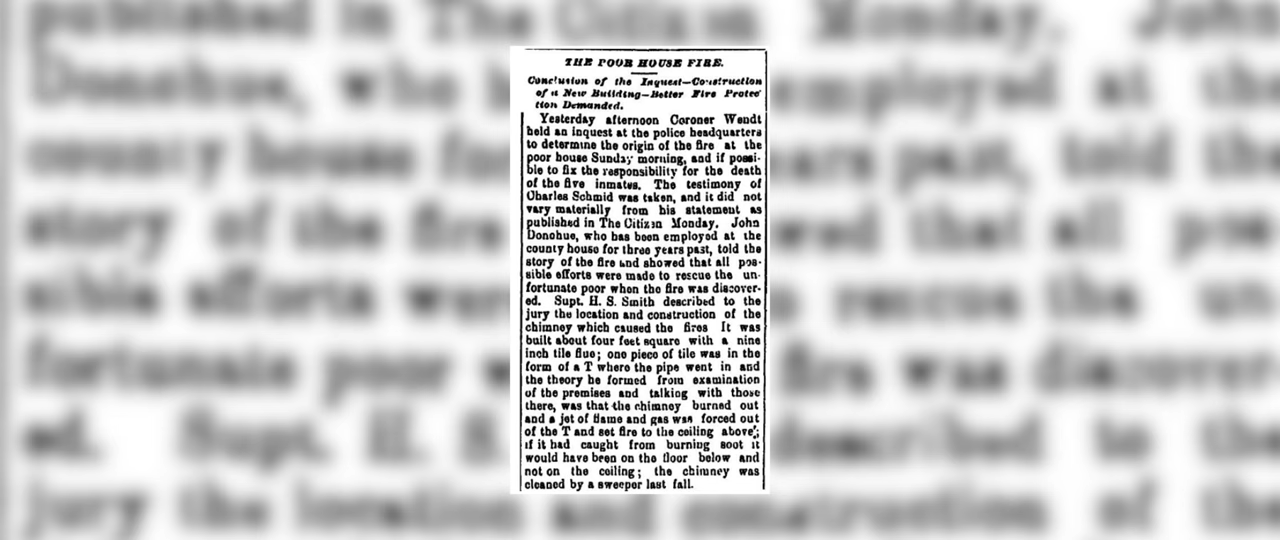 THE POOR HOUSE FIRE.
Conclusion of the Inquest—Construction
of a New Building—Better Fire Protec
tion Demanded.
Yesterday afternoon Coroner Wendt
held an inquest at the police headquarters
to determine the origin of the fire at the
poor house Sunday morning, and if possi-
ble to fix the responsibility for the death
of the five inmates. The testimony of
Charles Schmid was taken, and it did not
vary materially from his statement as
published in The Citizen Monday. John
Donohue, who has been employed at the
county house for three years past, told the
story of the fire and showed that all pos-
sible efforts were made to rescue the un-
fortunate poor when the fire was discover-
ed. Supt. H. S. Smith described to the
jury the location and construction of the
chimney which caused the fires It was
built about four feet square with a nine
inch tile flue; one piece of tile was in the
form of a T where the pipe went in and
the theory he formed from examination
of the premises and talking with those
there, was that the chimney burned out
and a jet of flame and gas was forced out
of the T and set fire to the ceiling above;
if it had caught from burning soot it
would have been on the floor below and
not on the ceiling; the chimney was
cleaned by a sweeper last fall.